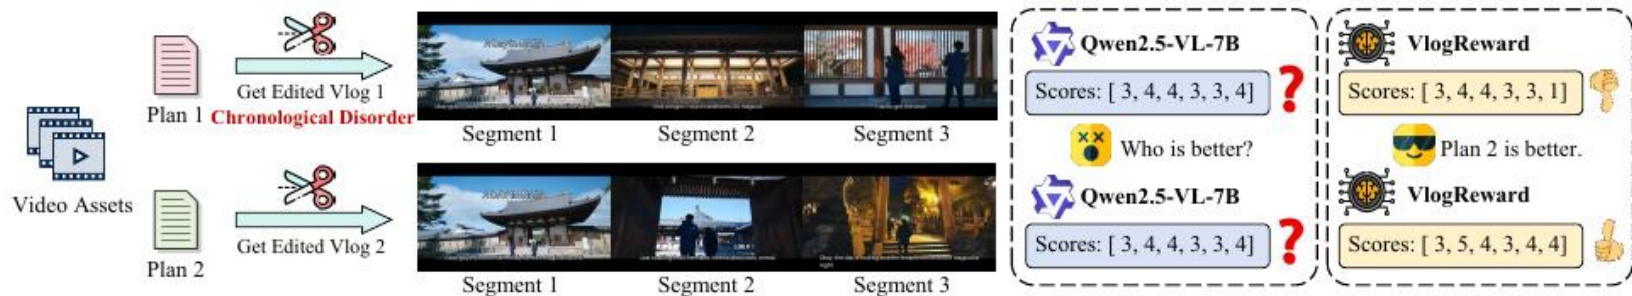 Video Assets
Plan 1
Get Edited Vlog 1
Chronological Disorder
Segment 1
Segment 2
Segment 3
Plan 2
Get Edited Vlog 2
Segment 1
Segment 2
Segment 3
Qwen2.5-VL-7B
Scores: [ 3, 4, 4, 3, 3, 4]
?
Who is better?
Qwen2.5-VL-7B
Scores: [ 3, 4, 4, 3, 3, 4]
?
VlogReward
Scores: [ 3, 4, 4, 3, 3, 1]
Plan 2 is better.
VlogReward
Scores: [ 3, 5, 4, 3, 4, 4]